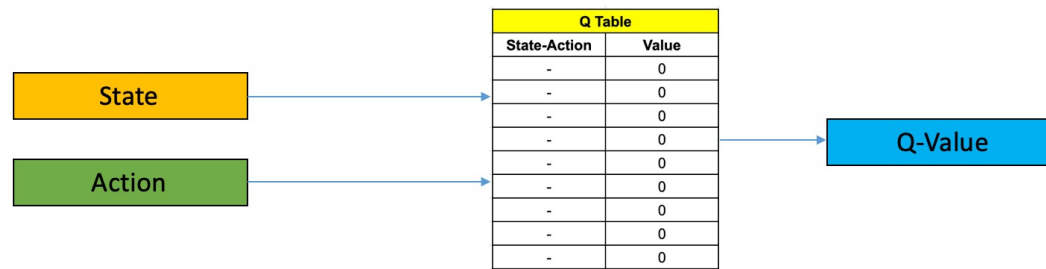 Q Table
State-Action Value
- 0
- 0
- 0
- 0
- 0
- 0
- 0
- 0
- 0
State
Action
Q-Value